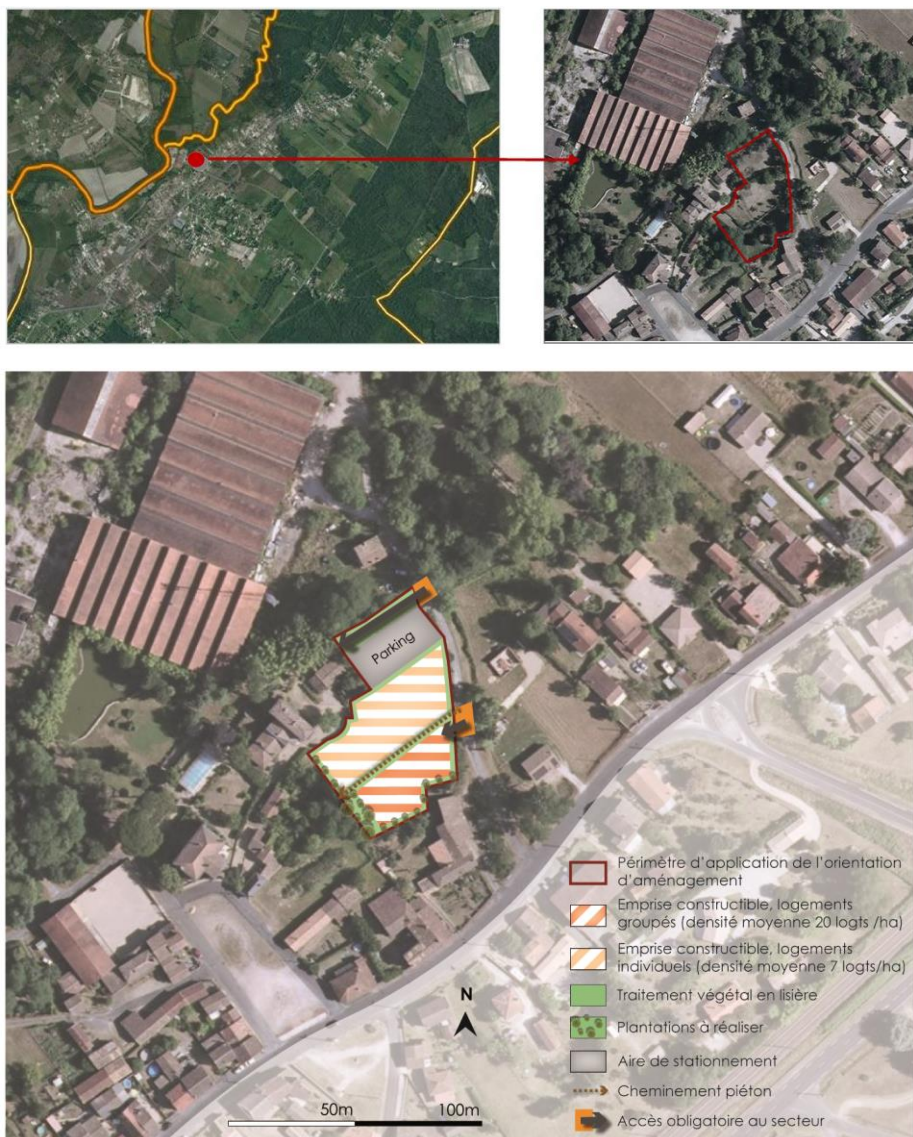 Parking
Périmètre d'application de l'orientation
d'aménagement
Emprise constructible, logements
groupés (densité moyenne 20 logts /ha)
Emprise constructible, logements
individuels (densité moyenne 7 logts/ha)
Traitement végétal en lisière
N
Plantations à réaliser
Aire de stationnement
Cheminement piéton
50m 100m
Accès obligatoire au secteur